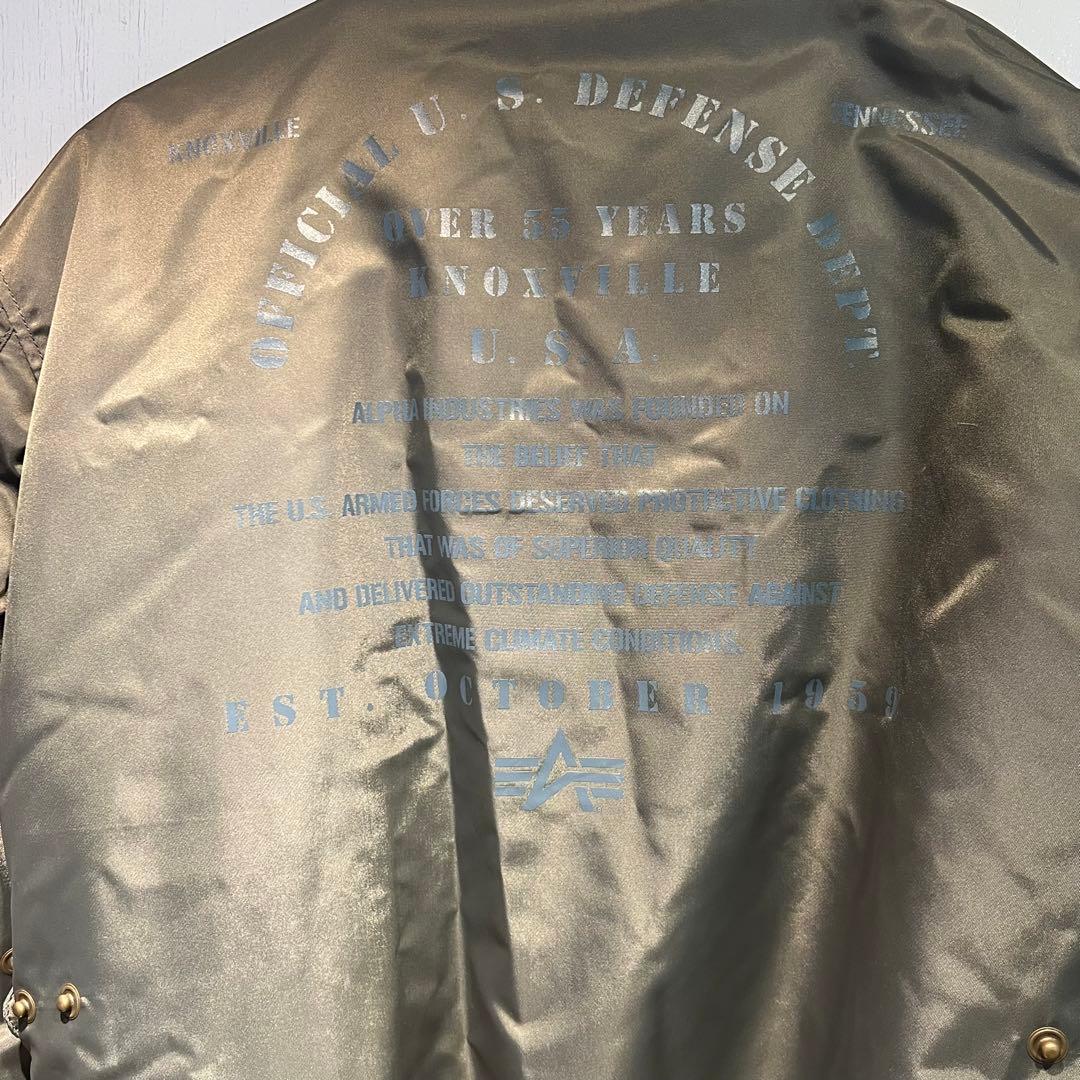 KNOXVILLE
TENNESSEE
OFFICIAL U. S. DEFENSE DEPT.
OVER 55 YEARS
KNOXVILLE
U. S. A.
ALPHA INDUSTRIES WAS FOUNDED ON
THE BELIEF THAT
THE U.S. ARMED FORCES DESERVED PROTECTIVE CLOTHING
THAT WAS OF SUPERIOR QUALITY
AND DELIVERED OUTSTANDING DEFENSE AGAINST
EXTREME CLIMATE CONDITIONS.
EST. OCTOBER 1959